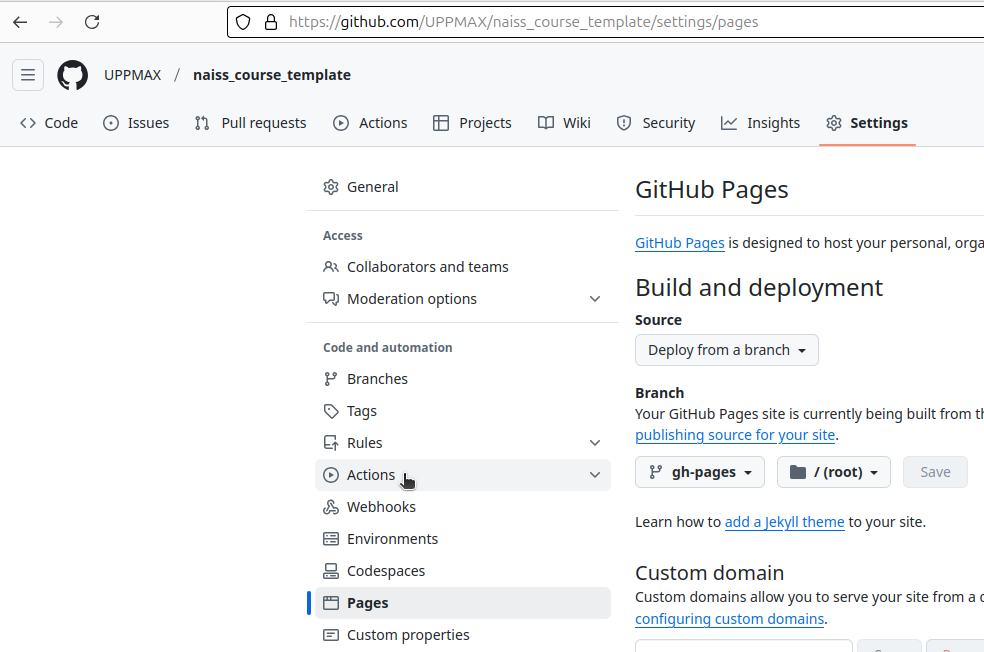 https://github.com/UPPMAX/naiss_course_template/settings/pages
UPPMAX / naiss_course_template
Code Issues Pull requests Actions Projects Wiki Security Insights Settings
General
Access
Collaborators and teams
Moderation options
Code and automation
Branches
Tags
Rules
Actions
Webhooks
Environments
Codespaces
Pages
Custom properties
GitHub Pages
GitHub Pages is designed to host your personal,
Build and deployment
Source
Deploy from a branch
Branch
Your GitHub Pages site is currently being built from
publishing source for your site.
gh-pages / (root) Save
Learn how to add a Jekyll theme to your site.
Custom domain
Custom domains allow you to serve your site from a
configuring custom domains.